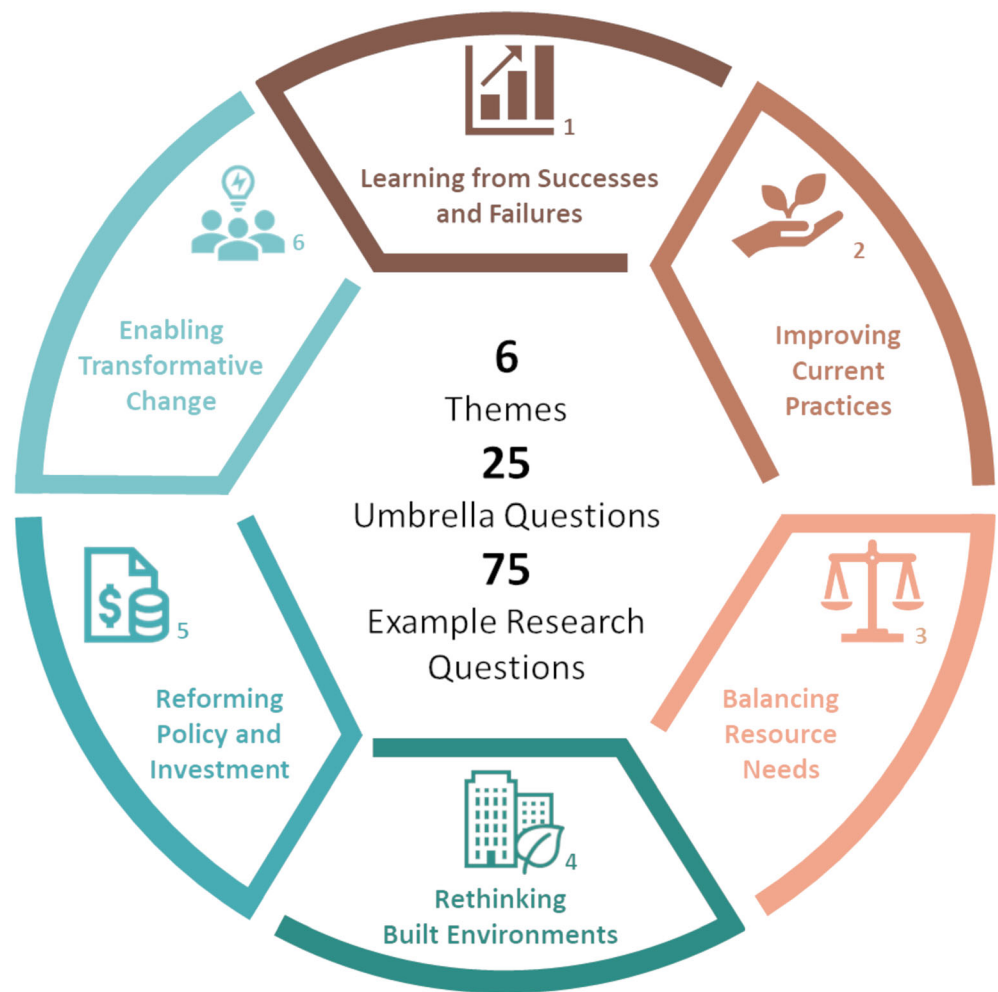 1
Learning from Successes
and Failures
2
Improving
Current
Practices
3
Balancing
Resource
Needs
4
Rethinking
Built Environments
$
5
Reforming
Policy and
Investment
6
Enabling
Transformative
Change
6
Themes
25
Umbrella Questions
75
Example Research
Questions